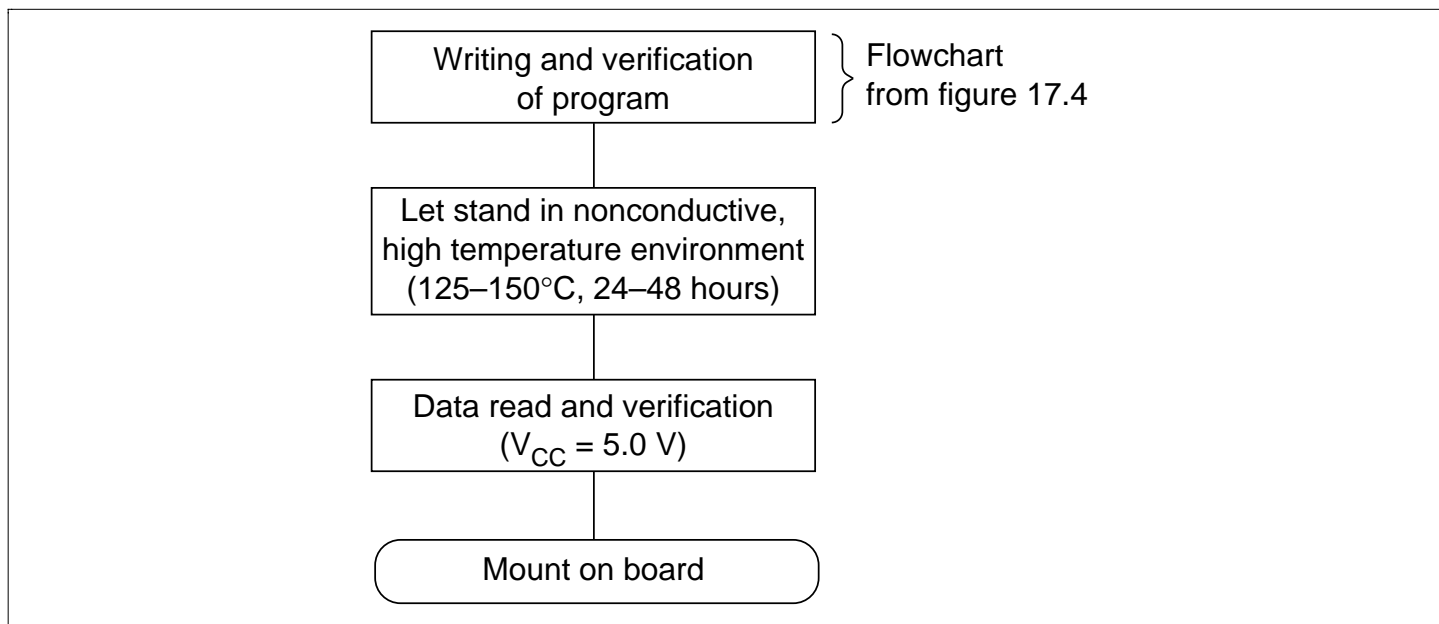 Writing and verification
of program
Flowchart
from figure 17.4
Let stand in nonconductive,
high temperature environment
(125–150°C, 24–48 hours)
Data read and verification
(VCC = 5.0 V)
Mount on board